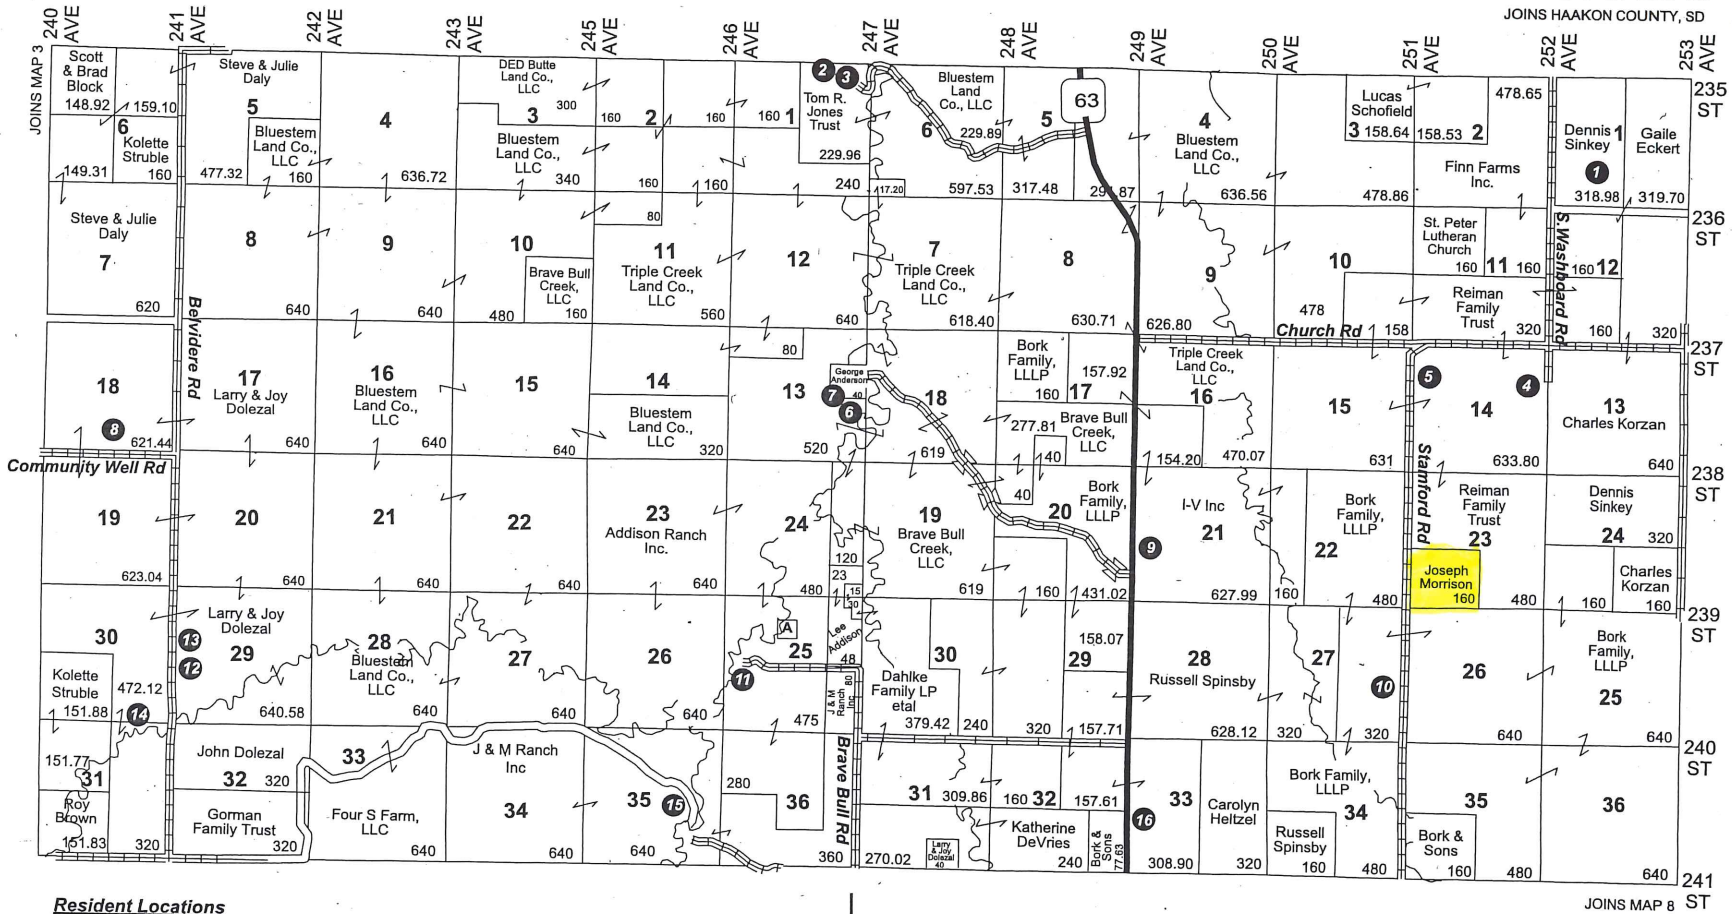 JOINS HAAKON COUNTY, SD
JOINS MAP 3
240 AVE
241 AVE
242 AVE
243 AVE
245 AVE
246 AVE
247 AVE
248 AVE
249 AVE
250 AVE
251 AVE
252 AVE
253 AVE
235 ST
Scott
& Brad
Block
148.92
159.10
6
Kolette
Struble
149.31
160
Steve & Julie
Daly
5
Bluestem
Land Co.,
LLC
477.32
160
4
636.72
DED Butte
Land Co.,
LLC
3
300
Bluestem
Land Co.,
LLC
340
160
2
160
160
160
160
1
Tom R.
Jones
Trust
229.96
240
2
3
Bluestem
Land
Co., LLC
6
229.89
17.20
597.53
5
63
317.48
4
Bluestem
Land Co.,
LLC
636.56
Lucas
Schofield
3
158.64
158.53
2
478.65
Finn Farms
Inc.
478.86
Dennis
Sinkey
1
1
318.98
Gaile
Eckert
319.70
236 ST
Steve & Julie
Daly
7
620
8
640
9
640
10
Brave Bull
Creek,
LLC
480
160
80
11
Triple Creek
Land Co.,
LLC
560
12
640
7
Triple Creek
Land Co.,
LLC
618.40
8
630.71
9
626.80
10
478
158
St. Peter
Lutheran
Church
160
11
160
Reiman
Family
Trust
320
160
12
160
320
S.Washboard Rd
Church Rd
Belvidere Rd
237 ST
18
8
621.44
17
Larry & Joy
Dolezal
640
16
Bluestem
Land Co.,
LLC
640
15
640
14
Bluestem
Land Co.,
LLC
320
80
13
George
Anderson
40
7
6
520
18
619
Bork
Family,
LLLP
160
17
157.92
277.81
Brave Bull
Creek,
LLC
40
Triple Creek
Land Co.,
LLC
16
154.20
470.07
15
631
5
4
14
633.80
13
Charles Korzan
640
Community Well Rd
Stamford Rd
238 ST
19
623.04
20
640
21
640
22
640
23
Addison Ranch
Inc.
640
24
120
23
480
15
30
19
Brave Bull
Creek,
LLC
619
40
20
Bork
Family,
LLLP
160
431.02
9
I-V Inc
21
627.99
22
160
Bork
Family,
LLLP
480
Reiman
Family
Trust
23
Joseph
Morrison
160
480
Dennis
Sinkey
24
320
Charles
Korzan
160
160
239 ST
30
Kolette
Struble
151.88
472.12
14
Larry & Joy
Dolezal
13
12
29
640.58
28
Bluestem
Land Co.,
LLC
640
27
640
26
640
A
25
11
Lee
Addison
48
80
J & M
Ranch
Inc
475
30
Dahlke
Family LP
etal
379.42
240
158.07
29
320
157.71
28
Russell Spinsby
628.12
27
320
10
320
26
640
Bork
Family,
LLLP
25
640
240 ST
151.77
31
Roy
Brown
151.83
320
John Dolezal
32
320
Gorman
Family Trust
320
33
Four S Farm,
LLC
640
J & M Ranch
Inc
34
640
35
15
640
280
36
360
Brave Bull Rd
31
309.86
270.02
Larry
& Joy
Dolezal
40
160
32
157.61
Katherine
DeVries
240
Bork &
Sons
77.63
16
33
308.90
Carolyn
Heltzel
320
Bork Family,
LLLP
34
Russell
Spinsby
160
480
35
Bork &
Sons
160
480
36
640
241 ST
Resident Locations
JOINS MAP 8